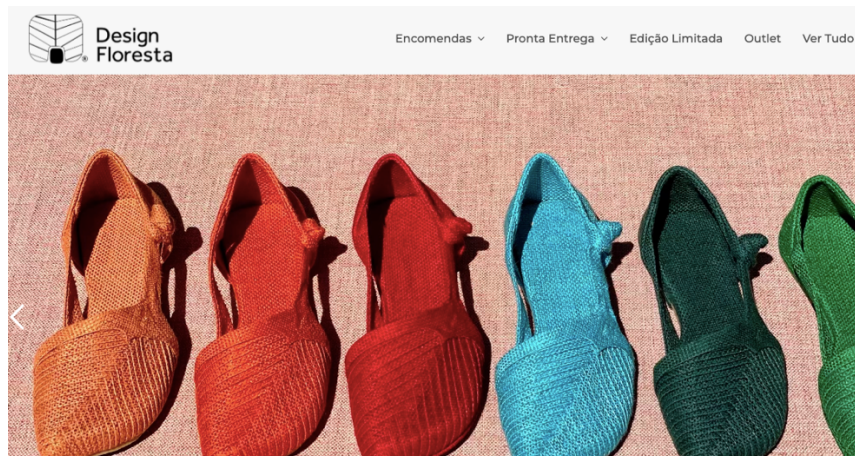 Design
Floresta
Encomendas Pronta Entrega Edição Limitada Outlet Ver Tudo